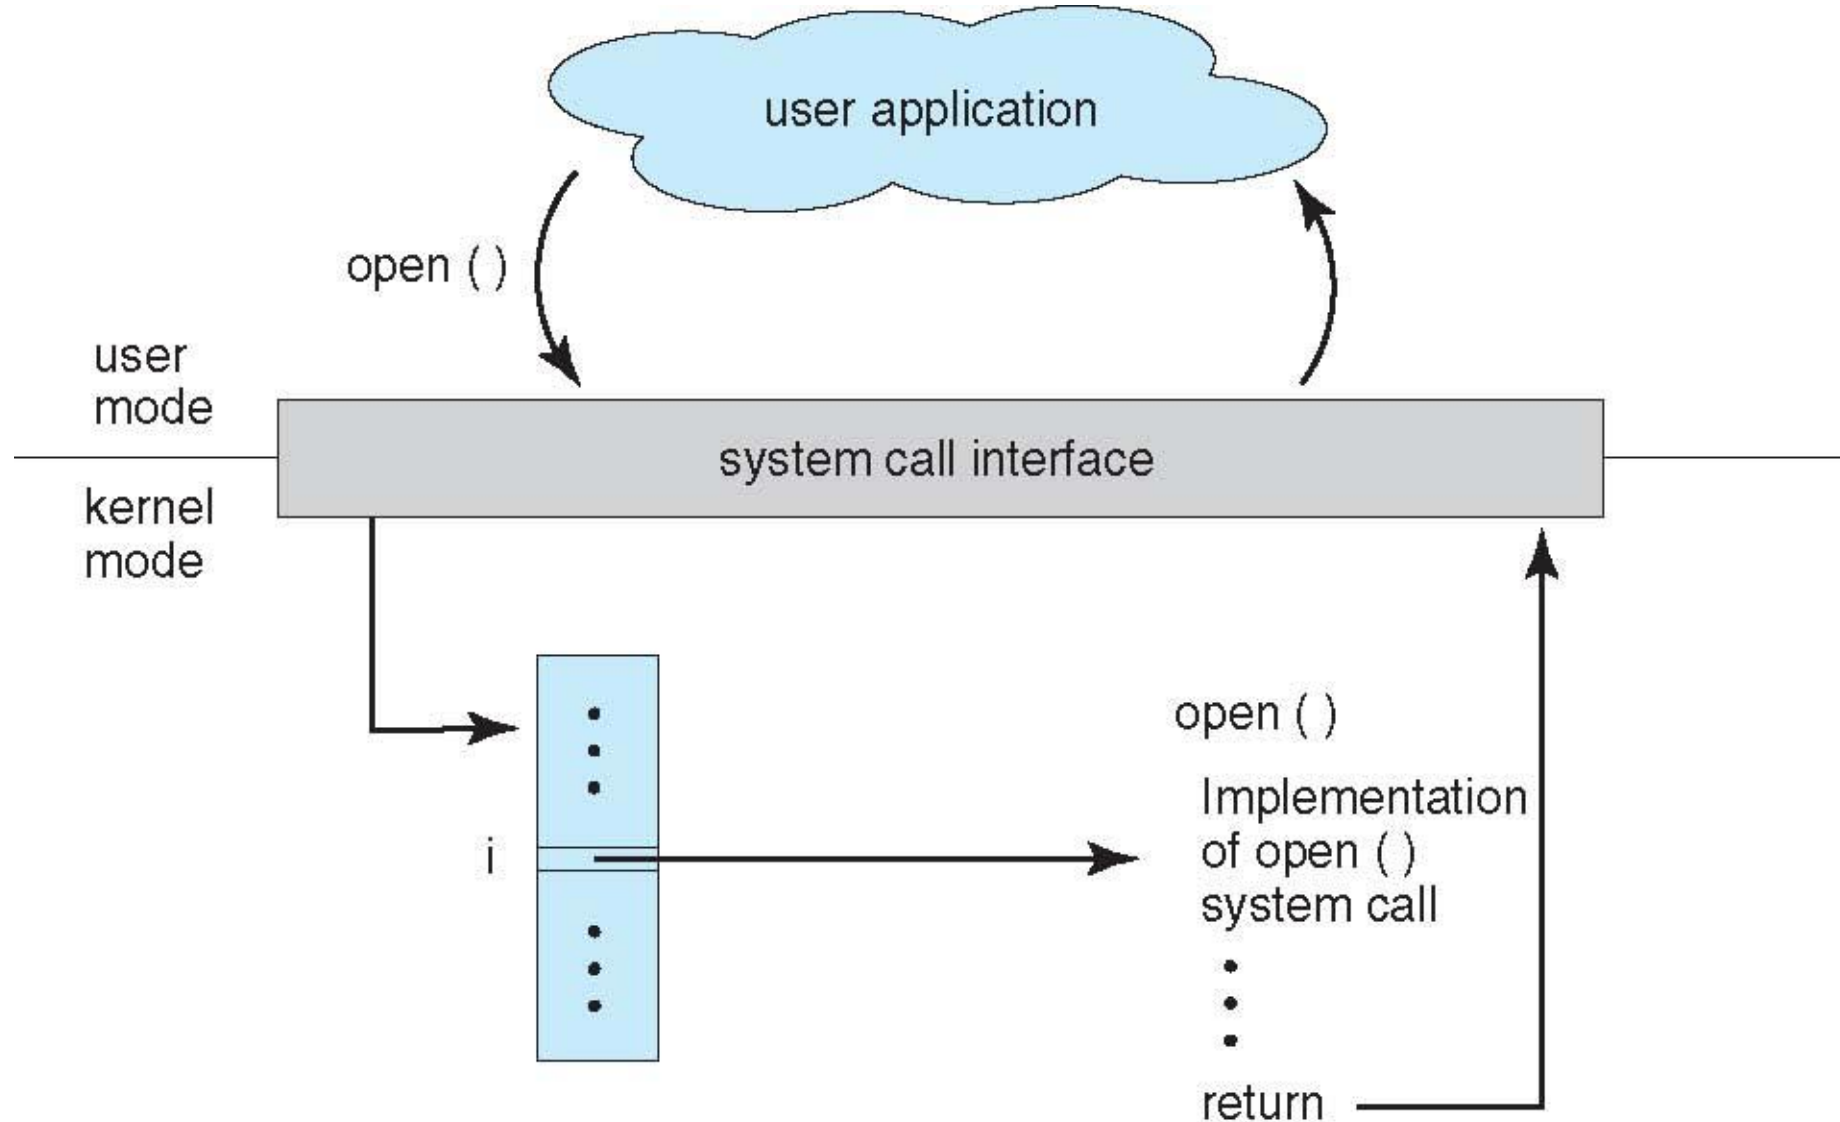 user application
open ( )
user
mode
system call interface
kernel
mode
open ( )
Implementation
of open ( )
system call
i
return